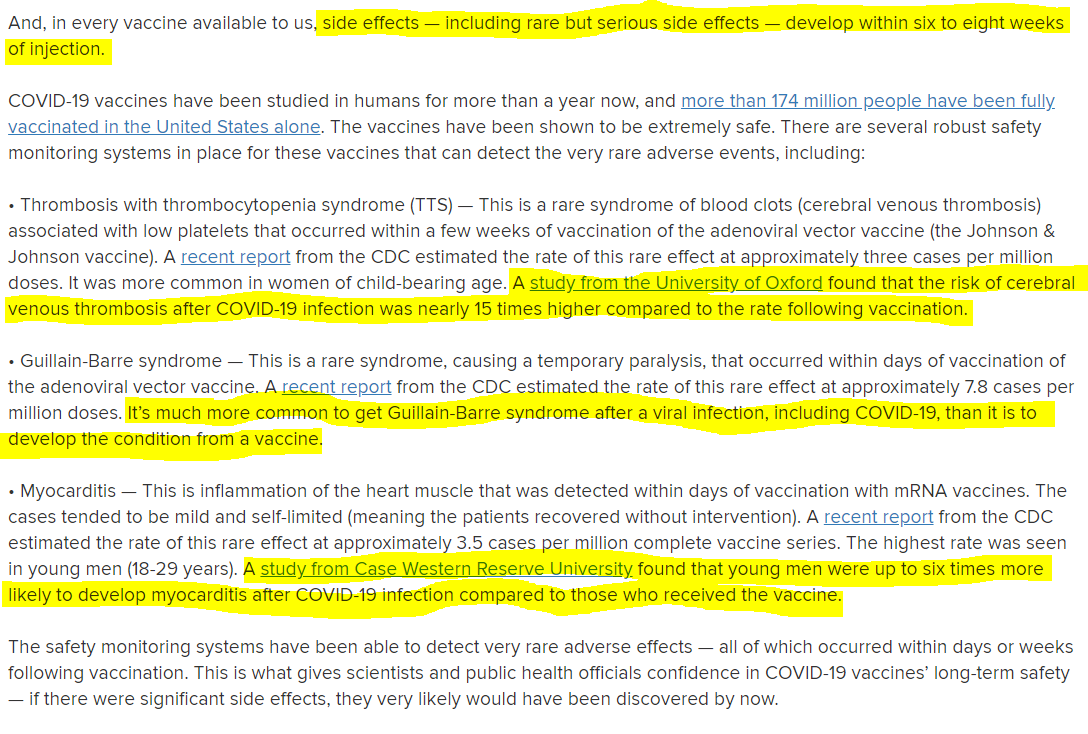 And, in every vaccine available to us, side effects — including rare but serious side effects — develop within six to eight weeks
of injection.
COVID-19 vaccines have been studied in humans for more than a year now, and more than 174 million people have been fully
vaccinated in the United States alone. The vaccines have been shown to be extremely safe. There are several robust safety
monitoring systems in place for these vaccines that can detect the very rare adverse events, including:
• Thrombosis with thrombocytopenia syndrome (TTS) — This is a rare syndrome of blood clots (cerebral venous thrombosis)
associated with low platelets that occurred within a few weeks of vaccination of the adenoviral vector vaccine (the Johnson &
Johnson vaccine). A recent report from the CDC estimated the rate of this rare effect at approximately three cases per million
doses. It was more common in women of child-bearing age. A study from the University of Oxford found that the risk of cerebral
venous thrombosis after COVID-19 infection was nearly 15 times higher compared to the rate following vaccination.
• Guillain-Barre syndrome — This is a rare syndrome, causing a temporary paralysis, that occurred within days of vaccination of
the adenoviral vector vaccine. A recent report from the CDC estimated the rate of this rare effect at approximately 7.8 cases per
million doses. It’s much more common to get Guillain-Barre syndrome after a viral infection, including COVID-19, than it is to
develop the condition from a vaccine.
• Myocarditis — This is inflammation of the heart muscle that was detected within days of vaccination with mRNA vaccines. The
cases tended to be mild and self-limited (meaning the patients recovered without intervention). A recent report from the CDC
estimated the rate of this rare effect at approximately 3.5 cases per million complete vaccine series. The highest rate was seen
in young men (18-29 years). A study from Case Western Reserve University found that young men were up to six times more
likely to develop myocarditis after COVID-19 infection compared to those who received the vaccine.
The safety monitoring systems have been able to detect very rare adverse effects — all of which occurred within days or weeks
following vaccination. This is what gives scientists and public health officials confidence in COVID-19 vaccines’ long-term safety
— if there were significant side effects, they very likely would have been discovered by now.